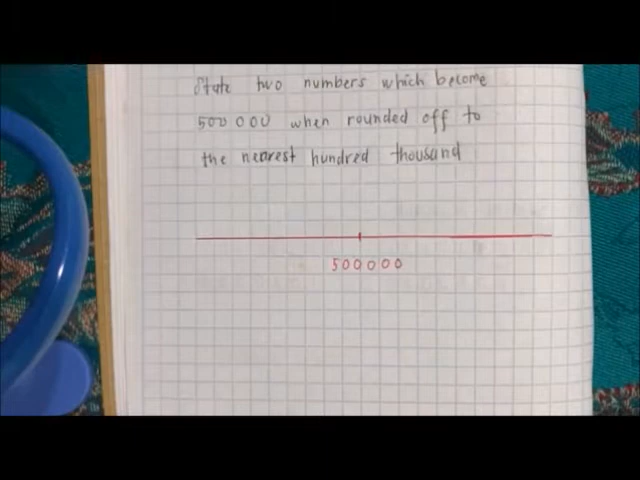 State two numbers which become
500 000 when rounded off to
the nearest hundred thousand
500000